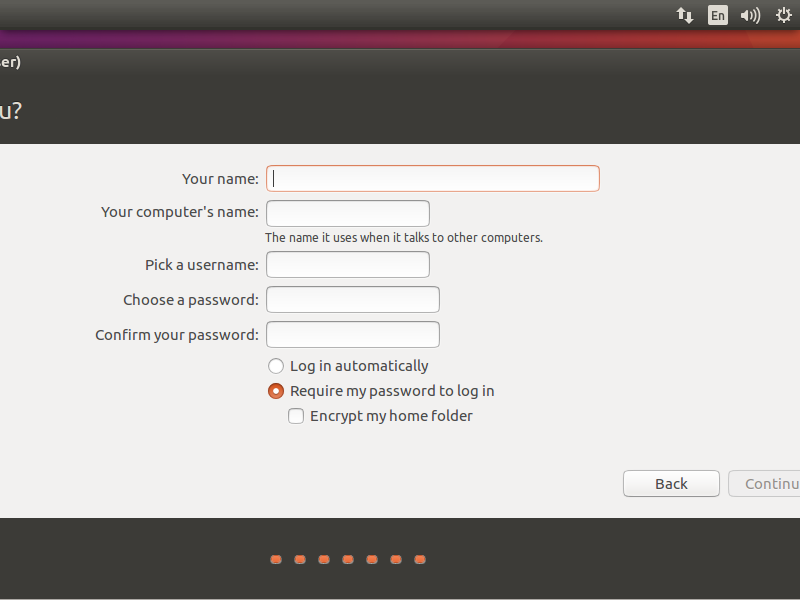 En
ser)
u?
Your name:
Your computer's name:
The name it uses when it talks to other computers.
Pick a username:
Choose a password:
Confirm your password:
Log in automatically
Require my password to log in
Encrypt my home folder
Back Continu